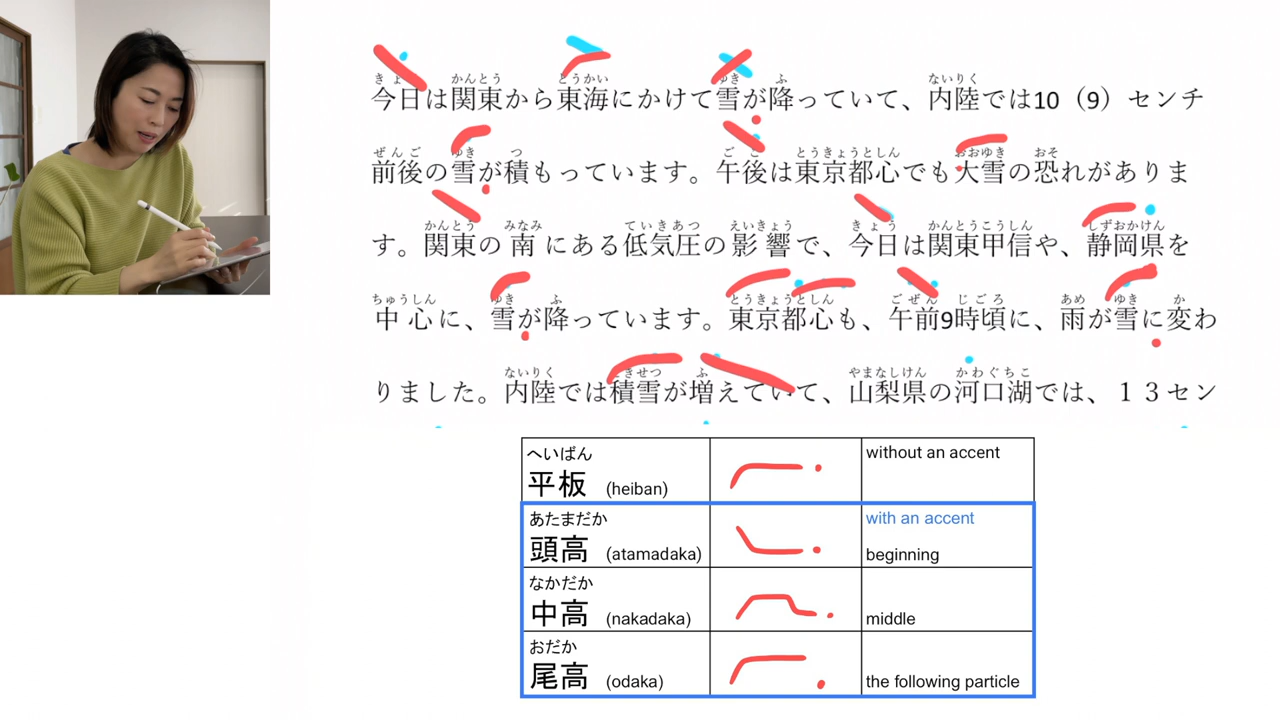 きょう かんとう とうかい ゆき ふ ないりく
今日は関東から東海にかけて雪が降っていて、内陸では10（9）センチ
ぜんご ゆき つ ごご とうきょうとしん おおゆき おそ
前後の雪が積もっています。午後は東京都心でも大雪の恐れがありま
かんとう みなみ ていきあつ えいきょう きょう かんとうこうしん しずおかけん
す。関東の南にある低気圧の影響で、今日は関東甲信や、静岡県を
ちゅうしん ゆき ふ とうきょうとしん ごぜん じごろ あめ ゆき か
中心に、雪が降っています。東京都心も、午前9時頃に、雨が雪に変わ
ないりく せきせつ ふ やまなしけん かわぐちこ
りました。内陸では積雪が増えていて、山梨県の河口湖では、１３セン
へいばん
平板 (heiban) without an accent
あたまだか with an accent
頭高 (atamadaka) beginning
なかだか
中高 (nakadaka) middle
おだか
尾高 (odaka) the following particle